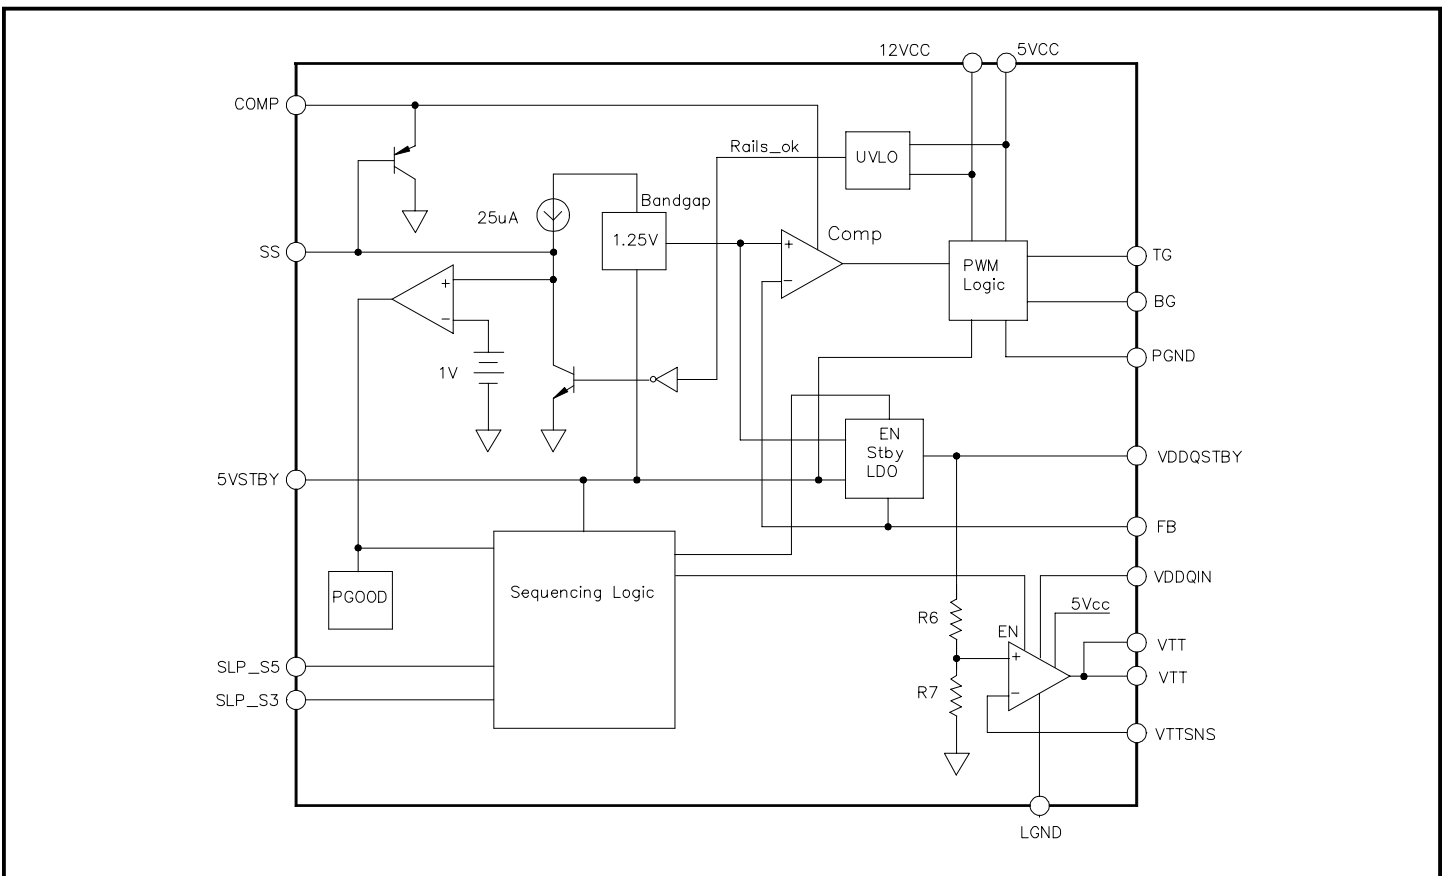 12VCC
5VCC
COMP
Rails_ok
UVLO
25uA
Bandgap
1.25V
+
Comp
−
SS
PWM
Logic
TG
BG
+
−
1V
PGND
EN
Stby
LDO
VDDQSTBY
5VSTBY
FB
VDDQIN
PGOOD
Sequencing Logic
5Vcc
R6
EN
+
VTT
SLP_S5
VTT
R7
−
SLP_S3
VTTSNS
LGND